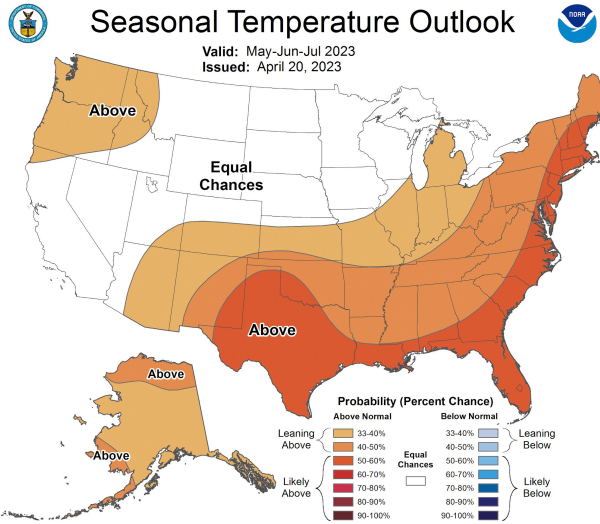 Seasonal Temperature Outlook
NOAA
Valid: May-Jun-Jul 2023
Issued: April 20, 2023
Above
Equal
Chances
Above
Above
Above
Probability (Percent Chance)
Above Normal
Below Normal
Leaning
Above
33-40%
40-50%
Likely
Above
50-60%
60-70%
70-80%
80-90%
90-100%
Equal
Chances
33-40%
40-50%
Leaning
Below
50-60%
60-70%
70-80%
80-90%
90-100%
Likely
Below